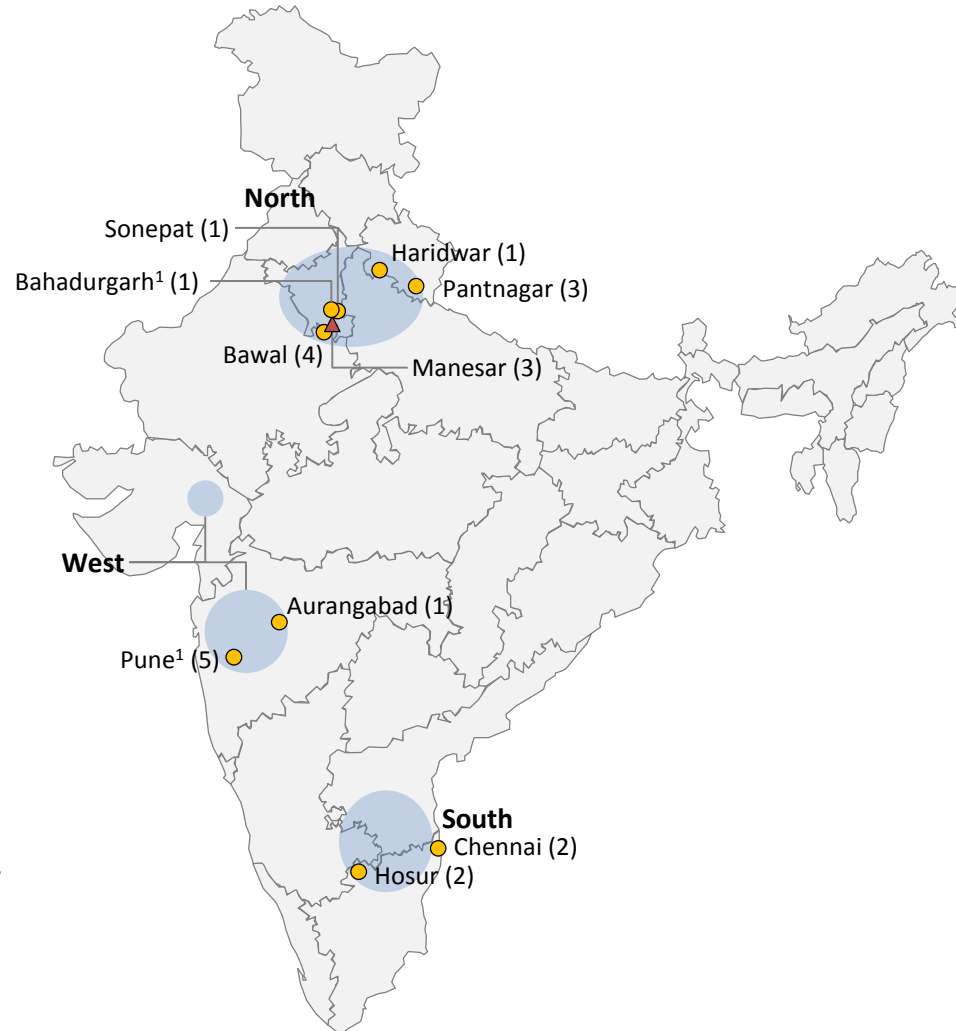 North
Sonepat (1)
Haridwar (1)
Bahadurgarh¹ (1)
Pantnagar (3)
Bawal (4)
Manesar (3)
West
Aurangabad (1)
Pune¹ (5)
South
Chennai (2)
Hosur (2)